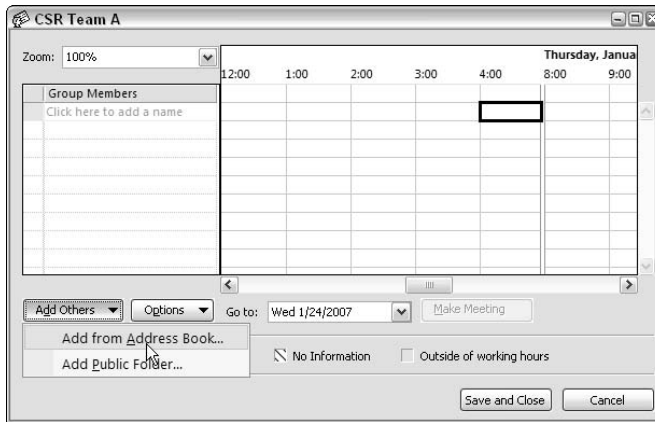 CSR Team A
Zoom: 100%
Thursday, Janua
12:00 1:00 2:00 3:00 4:00 8:00 9:00
Group Members
Click here to add a name
Add Others Options Go to: Wed 1/24/2007 Make Meeting
Add from Address Book...
Add Public Folder...
No Information Outside of working hours
Save and Close Cancel